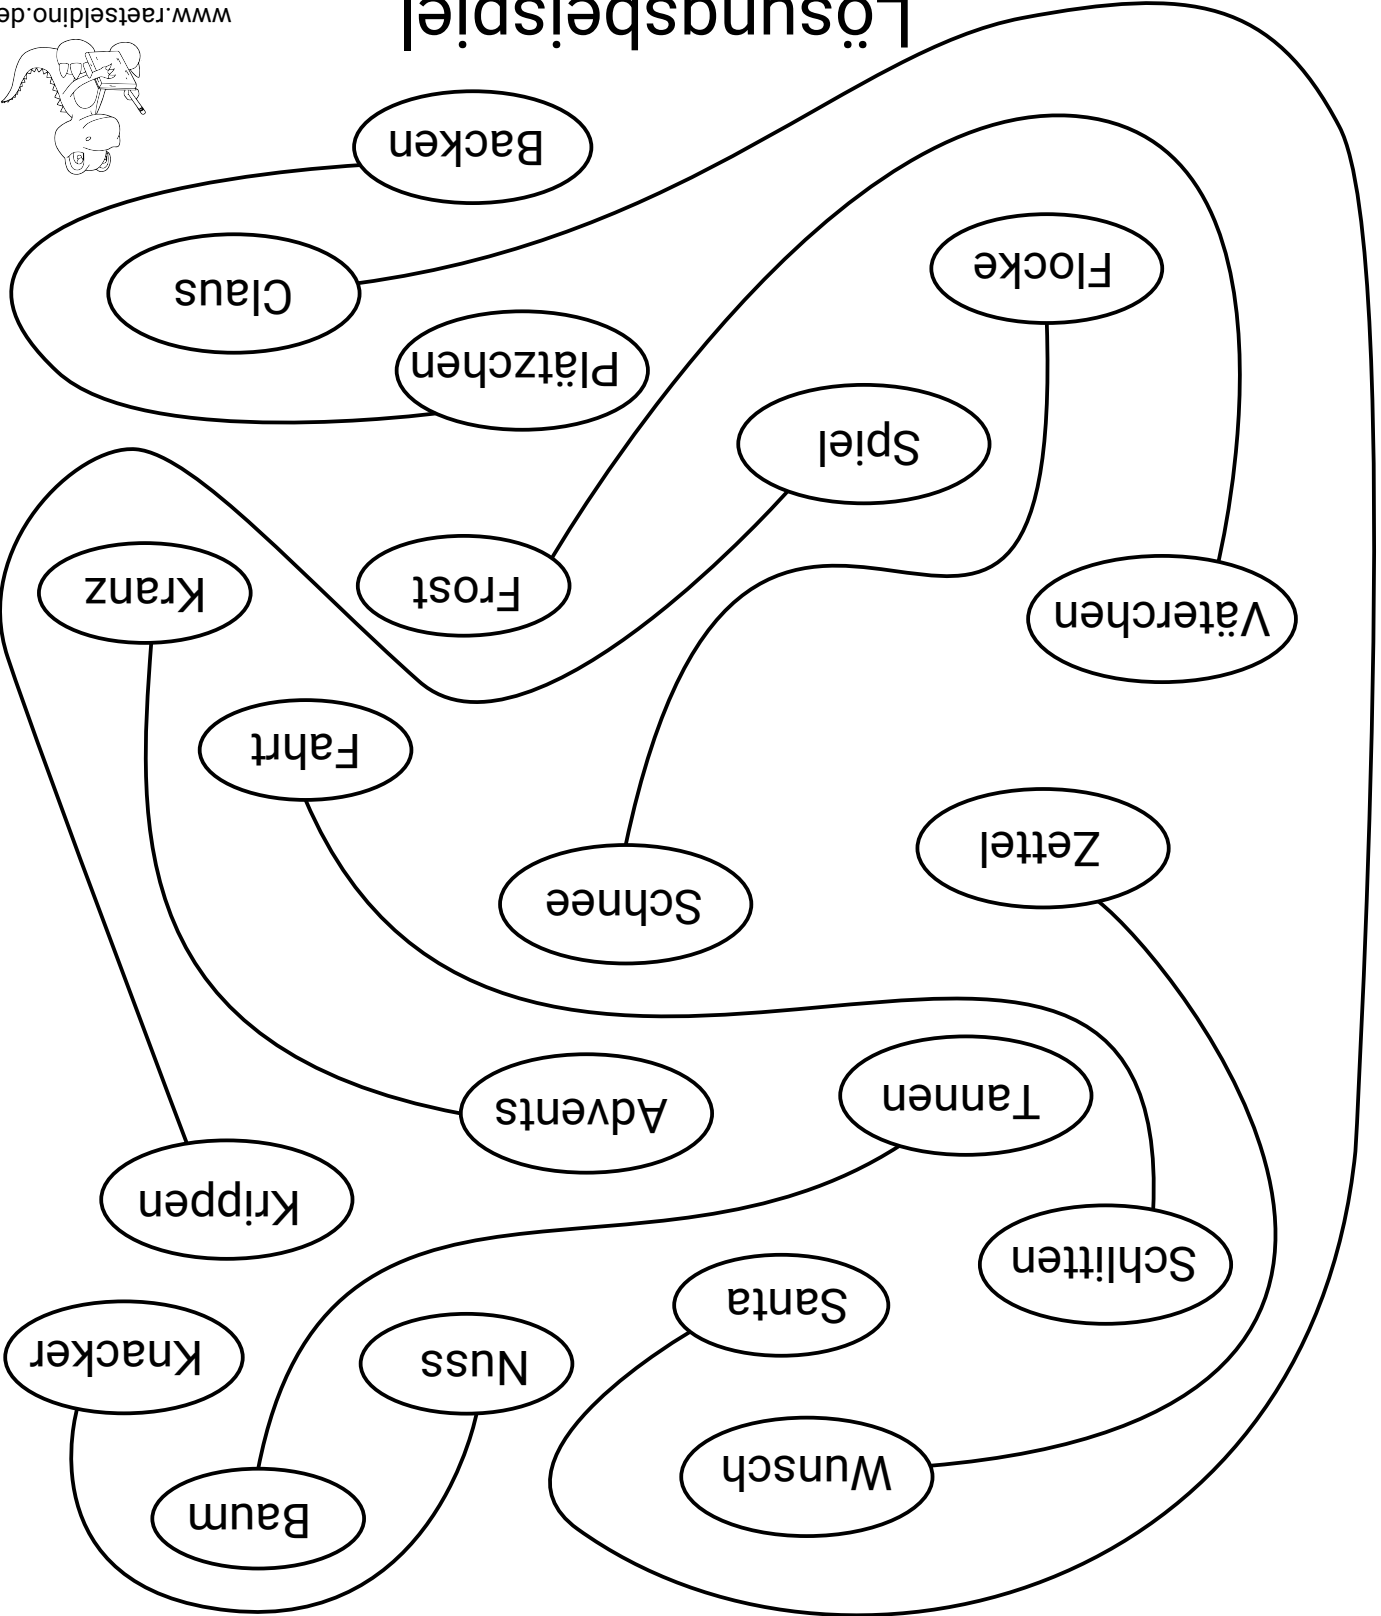 Wunsch
Baum
Nuss
Knacker
Santa
Schlitten
Krippen
Advents
Tannen
Schnee
Zettel
Fahrt
Väterchen
Frost
Kranz
Spiel
Plätzchen
Claus
Flocke
Backen
Lösungsbeispiel
www.raetseldino.de